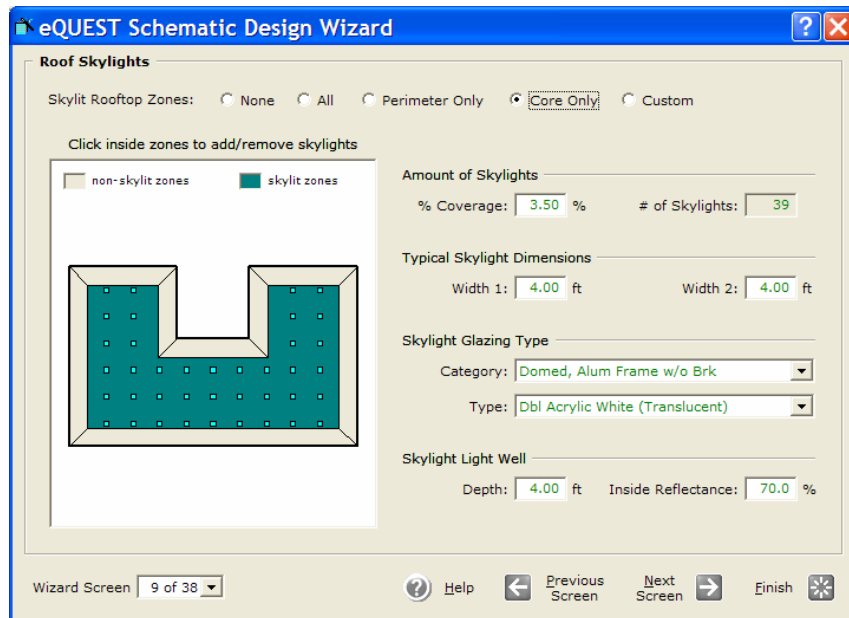 eQUEST Schematic Design Wizard
Roof Skylights
Skylit Rooftop Zones: None All Perimeter Only Core Only Custom
Click inside zones to add/remove skylights
non-skylit zones skylit zones
Amount of Skylights
% Coverage: 3.50 % # of Skylights: 39
Typical Skylight Dimensions
Width 1: 4.00 ft Width 2: 4.00 ft
Skylight Glazing Type
Category: Domed, Alum Frame w/o Brk
Type: Dbl Acrylic White (Translucent)
Skylight Light Well
Depth: 4.00 ft Inside Reflectance: 70.0 %
Wizard Screen 9 of 38 ? Help Previous Screen Next Screen Finish